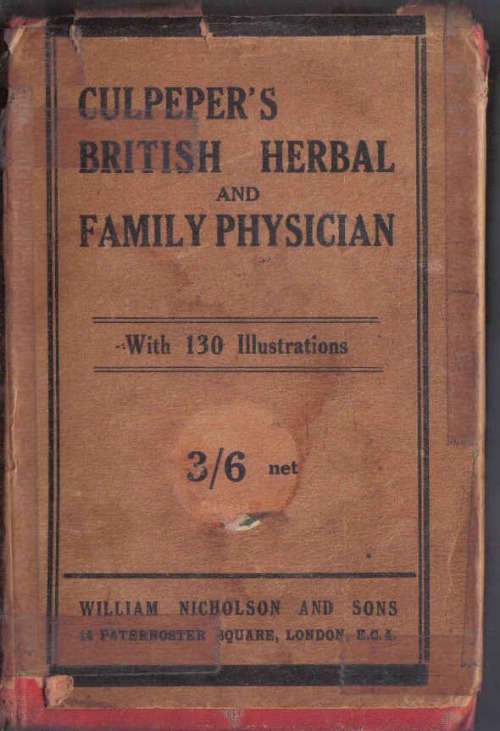 CULPEPER'S
BRITISH HERBAL
AND
FAMILY PHYSICIAN
With 130 Illustrations
3/6 net
WILLIAM NICHOLSON AND SONS
PATERNOSTER SQUARE, LONDON, E.C.4.